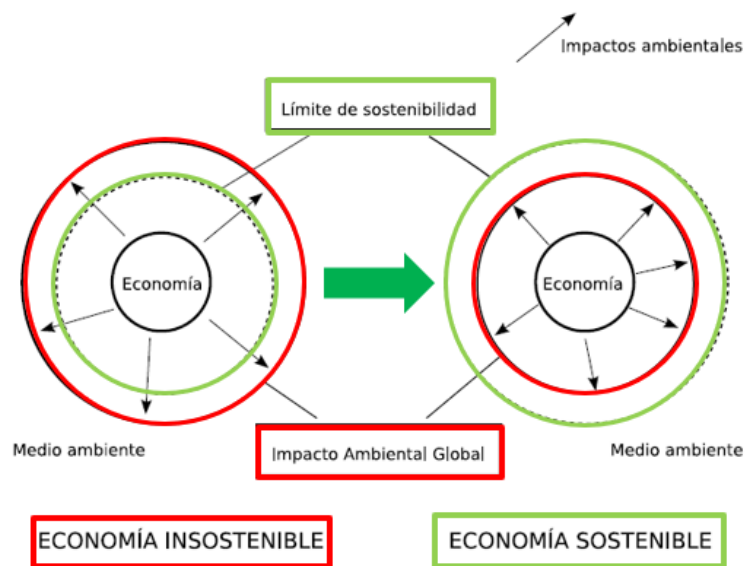 Impactos ambientales
Límite de sostenibilidad
Economía
Economía
Medio ambiente
Impacto Ambiental Global
Medio ambiente
ECONOMÍA INSOSTENIBLE
ECONOMÍA SOSTENIBLE